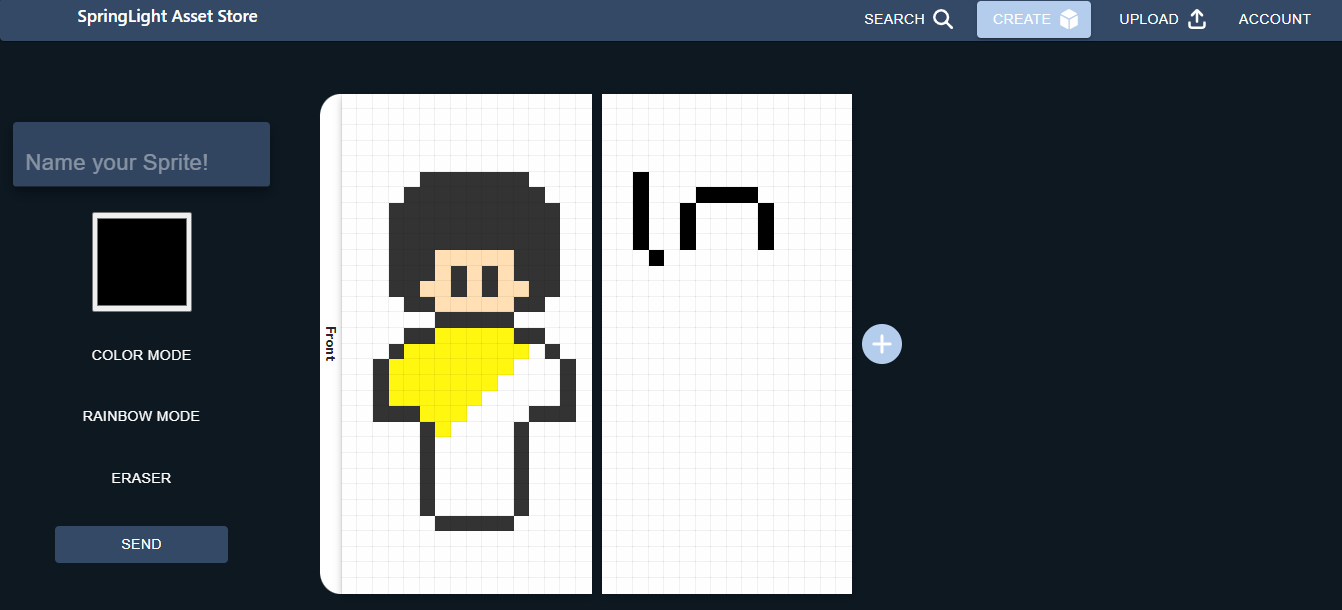 SpringLight Asset Store
SEARCH
CREATE
UPLOAD
ACCOUNT
Name your Sprite!
COLOR MODE
RAINBOW MODE
ERASER
SEND
Front